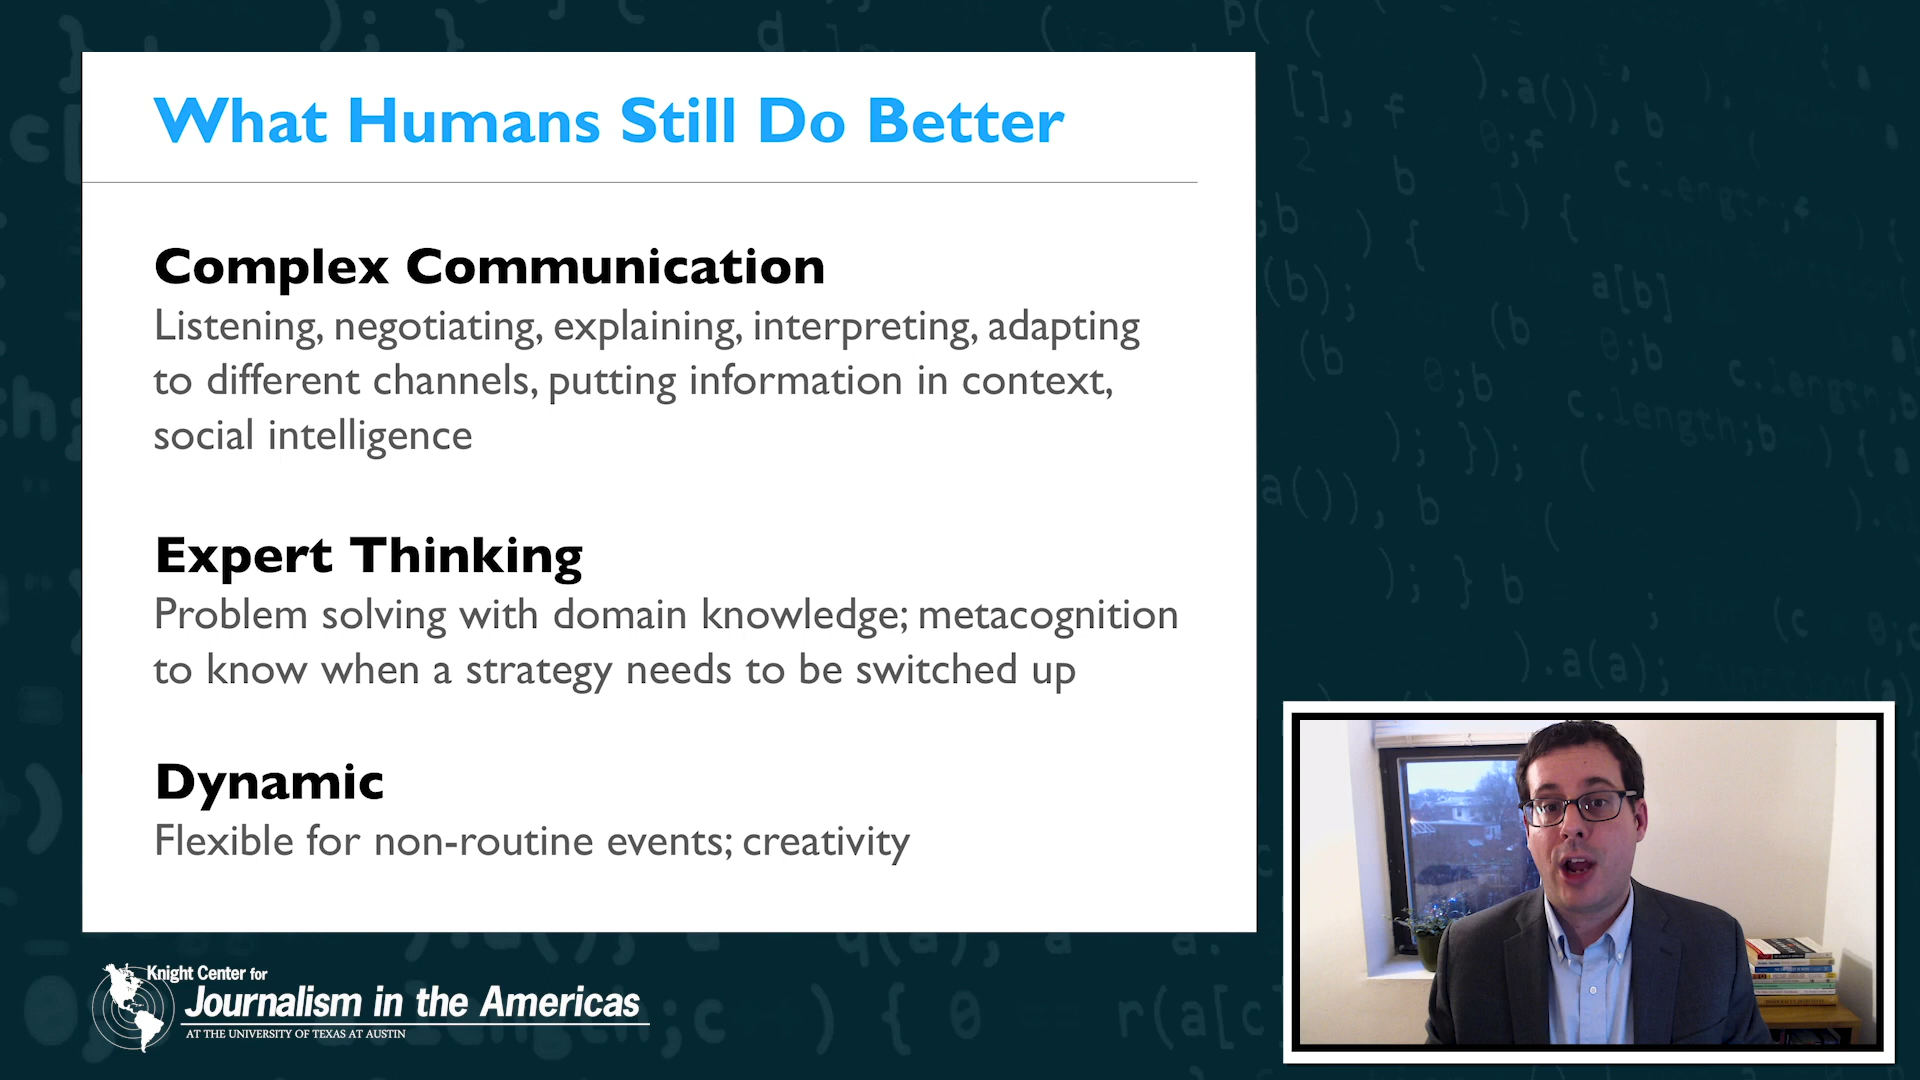 What Humans Still Do Better
Complex Communication
Listening, negotiating, explaining, interpreting, adapting
to different channels, putting information in context,
social intelligence
Expert Thinking
Problem solving with domain knowledge; metacognition
to know when a strategy needs to be switched up
Dynamic
Flexible for non-routine events; creativity
Knight Center for
Journalism in the Americas
AT THE UNIVERSITY OF TEXAS AT AUSTIN